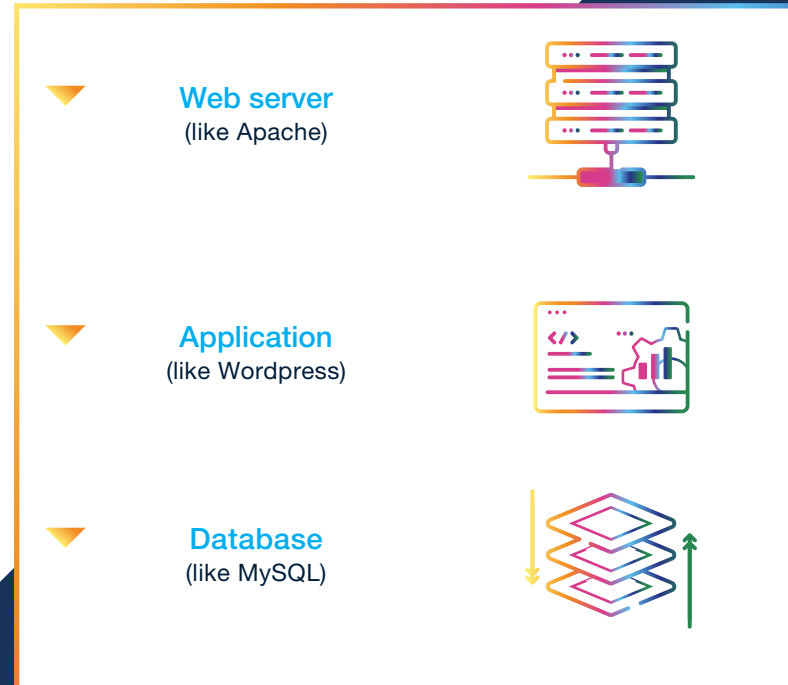 Web server
(like Apache)
Application
(like Wordpress)
Database
(like MySQL)